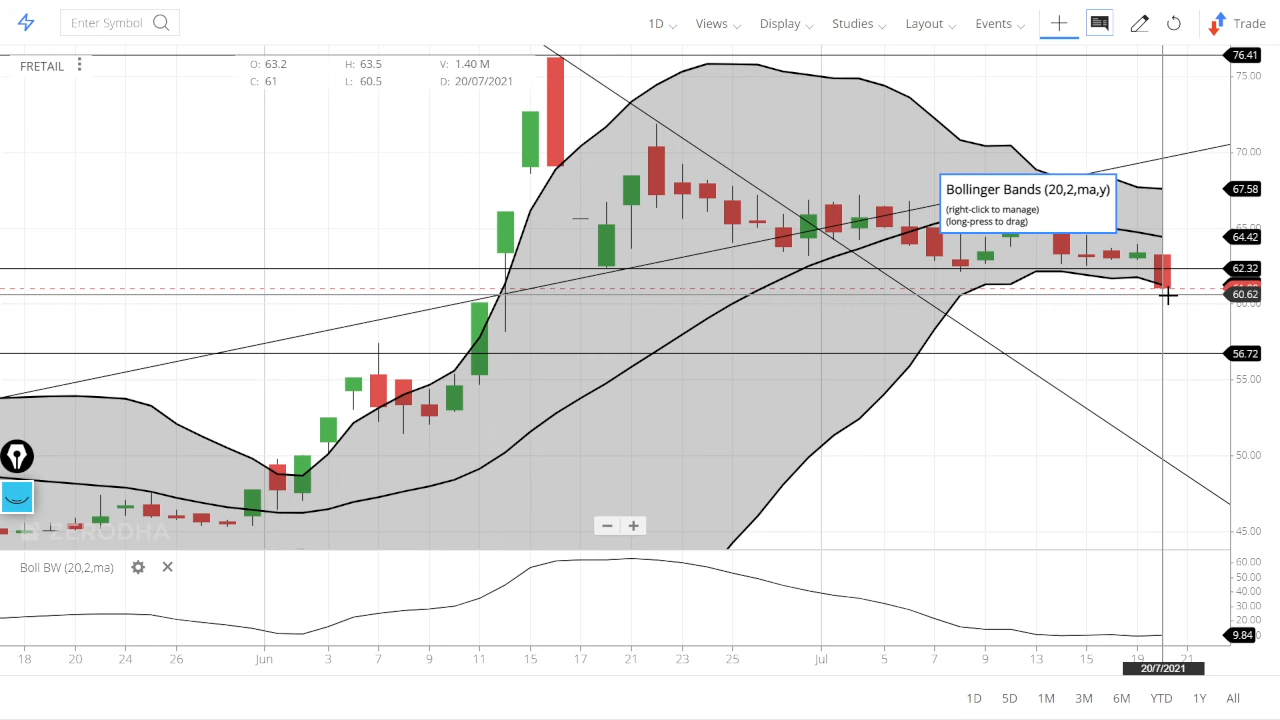 Enter Symbol
1D
Views
Display
Studies
Layout
Events
Trade
FRETAIL
O: 63.2
H: 63.5
V: 1.40 M
C: 61
L: 60.5
D: 20/07/2021
76.41
75.00
70.00
Bollinger Bands (20,2,ma,y)
(right-click to manage)
(long-press to drag)
67.58
64.42
62.32
60.62
56.72
55.00
50.00
45.00
ZERODHA
Boll BW (20,2,ma)
60.00
50.00
40.00
30.00
20.00
9.84
18
20
24
26
Jun
3
7
9
11
15
17
21
23
25
Jul
5
7
9
13
15
19
21
20/7/2021
1D
5D
1M
3M
6M
YTD
1Y
All